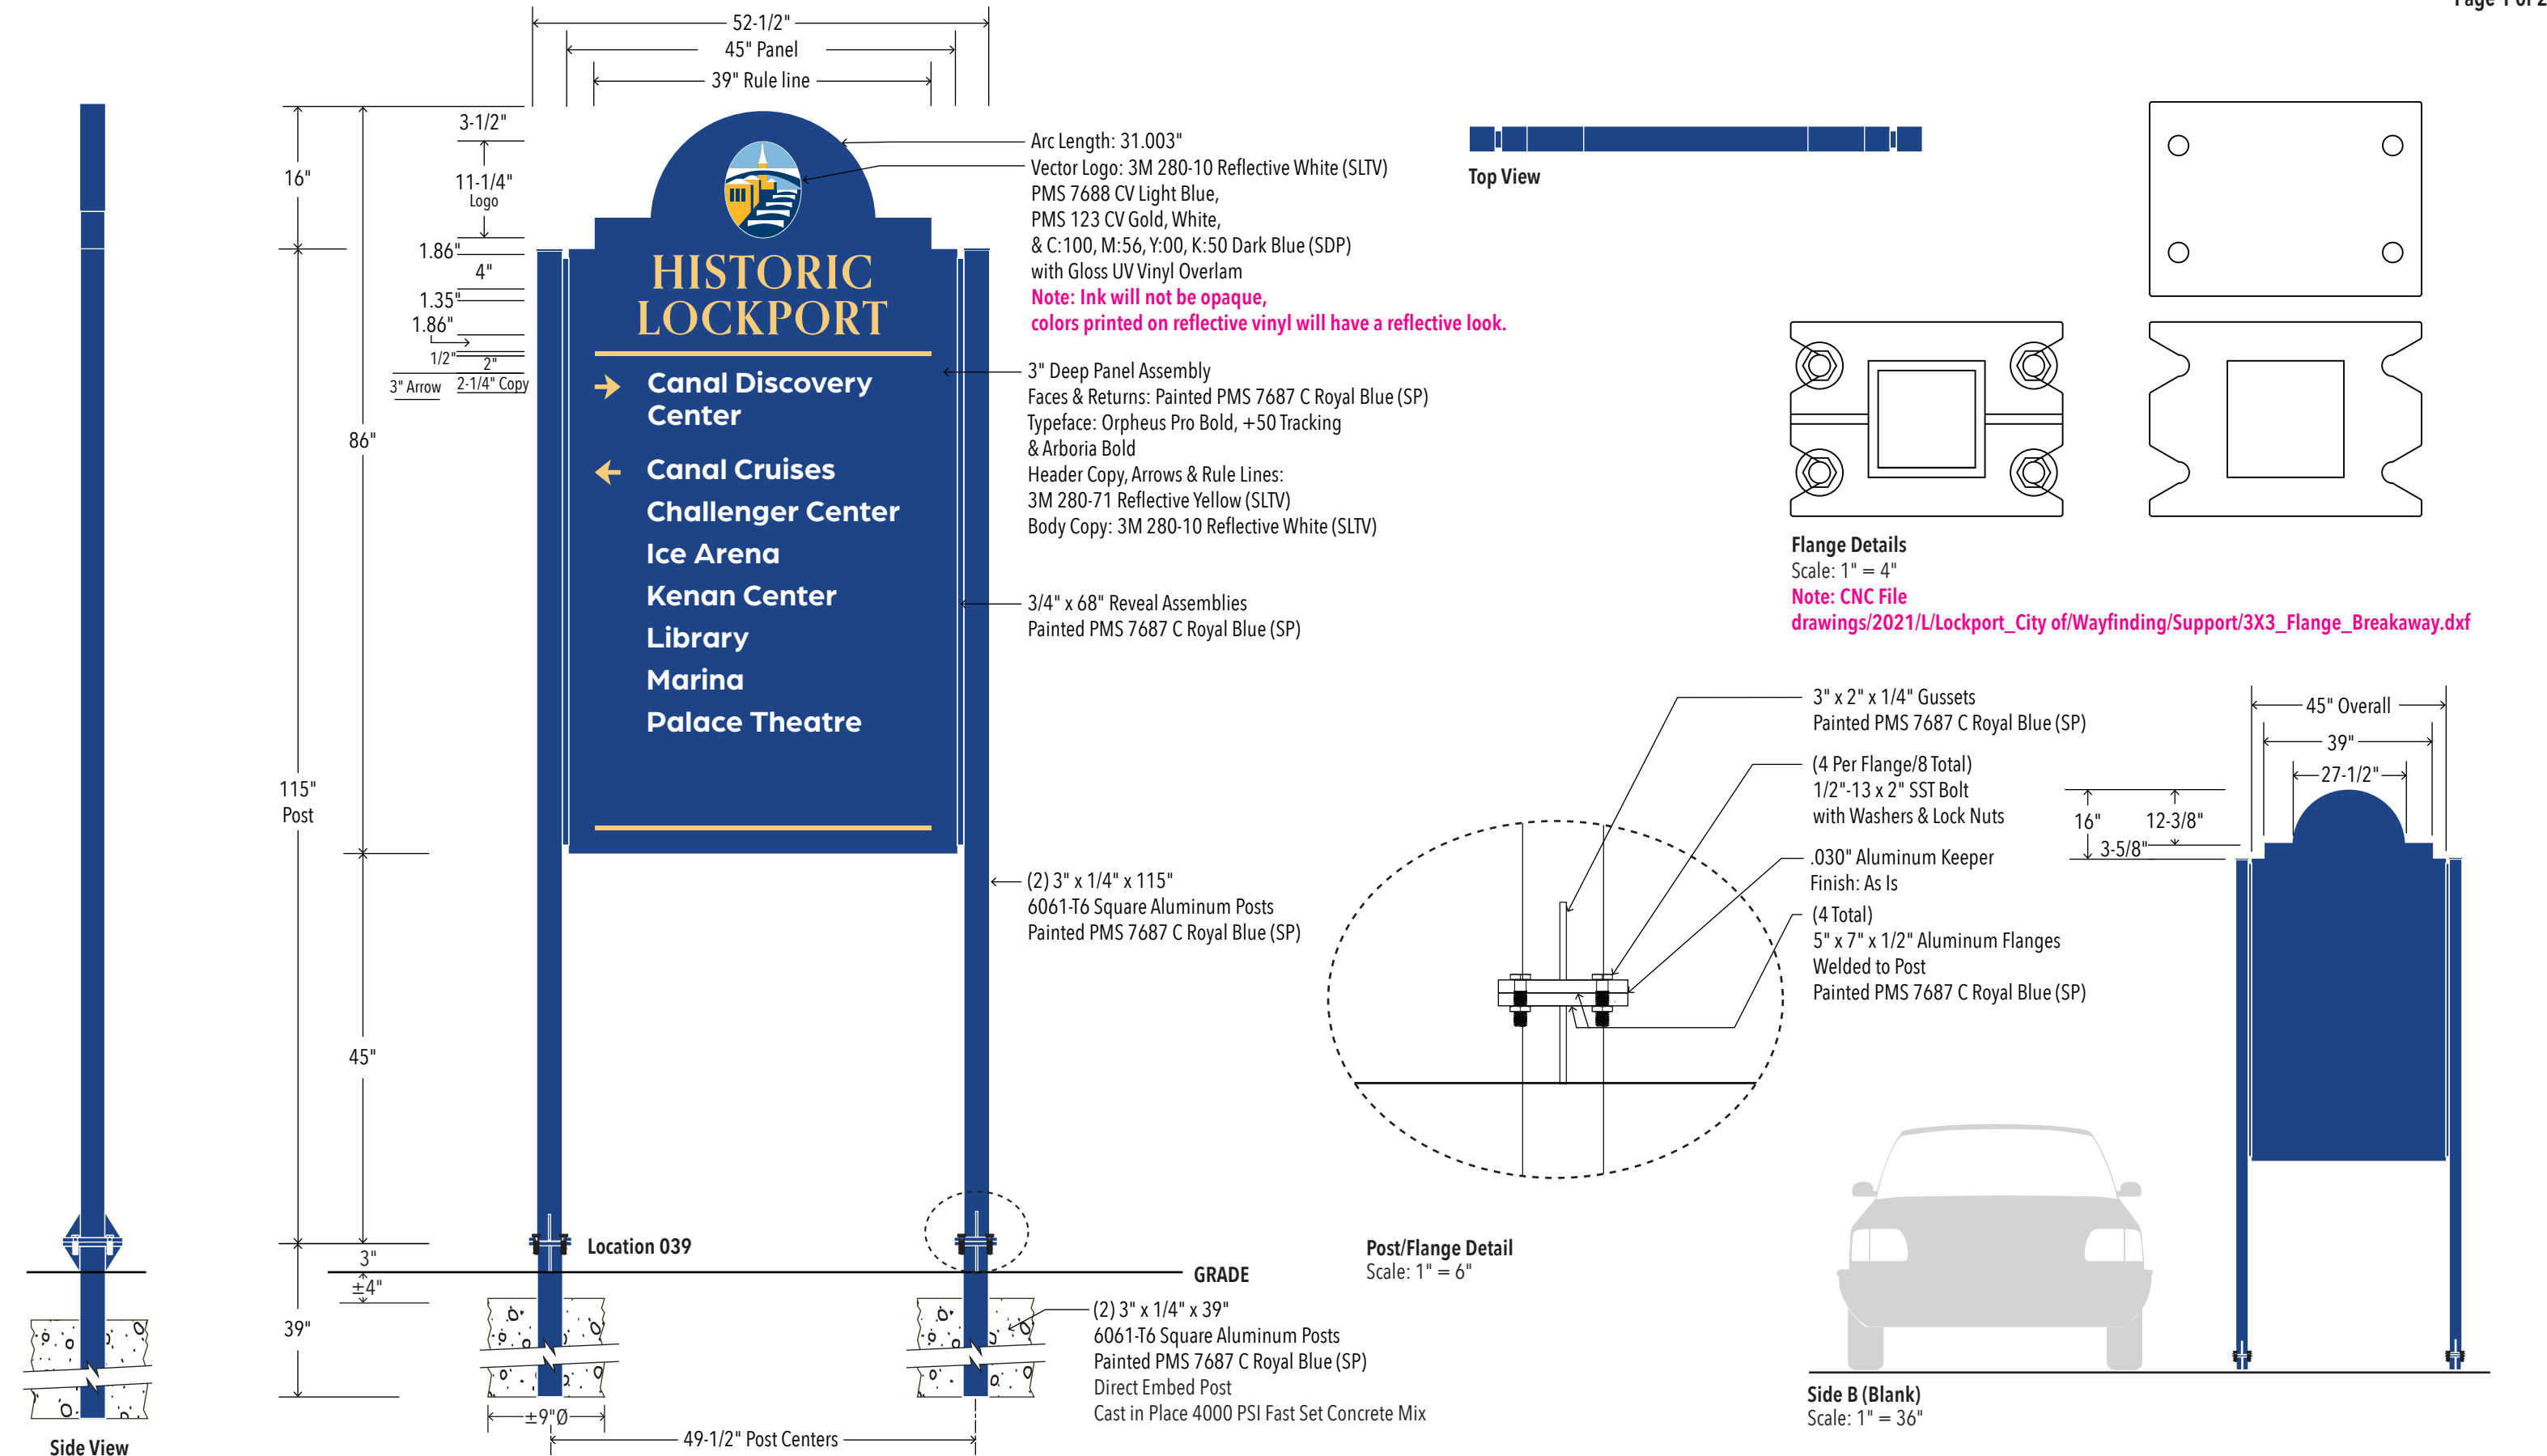 Page 1 of 2
52-1/2"
45" Panel
39" Rule line
3-1/2"
16"
11-1/4"
Logo
1.86"
4"
1.35"
1.86"
1/2"
2"
3" Arrow
2-1/4" Copy
86"
115"
Post
45"
3"
±4"
39"
±9"Ø
49-1/2" Post Centers
Side View
HISTORIC
LOCKPORT
→ Canal Discovery
Center
← Canal Cruises
Challenger Center
Ice Arena
Kenan Center
Library
Marina
Palace Theatre
Location 039
GRADE
Arc Length: 31.003"
Vector Logo: 3M 280-10 Reflective White (SLTV)
PMS 7688 CV Light Blue,
PMS 123 CV Gold, White,
& C:100, M:56, Y:00, K:50 Dark Blue (SDP)
with Gloss UV Vinyl Overlam
Note: Ink will not be opaque,
colors printed on reflective vinyl will have a reflective look.
3" Deep Panel Assembly
Faces & Returns: Painted PMS 7687 C Royal Blue (SP)
Typeface: Orpheus Pro Bold, +50 Tracking
& Arboria Bold
Header Copy, Arrows & Rule Lines:
3M 280-71 Reflective Yellow (SLTV)
Body Copy: 3M 280-10 Reflective White (SLTV)
3/4" x 68" Reveal Assemblies
Painted PMS 7687 C Royal Blue (SP)
(2) 3" x 1/4" x 115"
6061-T6 Square Aluminum Posts
Painted PMS 7687 C Royal Blue (SP)
(2) 3" x 1/4" x 39"
6061-T6 Square Aluminum Posts
Painted PMS 7687 C Royal Blue (SP)
Direct Embed Post
Cast in Place 4000 PSI Fast Set Concrete Mix
Top View
Flange Details
Scale: 1" = 4"
Note: CNC File
drawings/2021/L/Lockport_City of/Wayfinding/Support/3X3_Flange_Breakaway.dxf
3" x 2" x 1/4" Gussets
Painted PMS 7687 C Royal Blue (SP)
(4 Per Flange/8 Total)
1/2"-13 x 2" SST Bolt
with Washers & Lock Nuts
.030" Aluminum Keeper
Finish: As Is
(4 Total)
5" x 7" x 1/2" Aluminum Flanges
Welded to Post
Painted PMS 7687 C Royal Blue (SP)
Post/Flange Detail
Scale: 1" = 6"
45" Overall
39"
27-1/2"
16"
12-3/8"
3-5/8"
Side B (Blank)
Scale: 1" = 36"